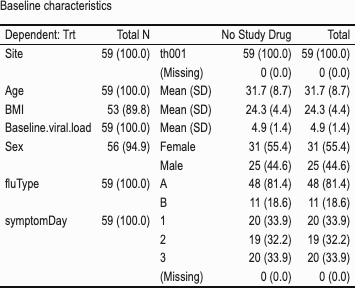 Baseline characteristics
Dependent: Trt Total N No Study Drug Total
Site 59 (100.0) th001 59 (100.0) 59 (100.0)
(Missing) 0 (0.0) 0 (0.0)
Age 59 (100.0) Mean (SD) 31.7 (8.7) 31.7 (8.7)
BMI 53 (89.8) Mean (SD) 24.3 (4.4) 24.3 (4.4)
Baseline.viral.load 59 (100.0) Mean (SD) 4.9 (1.4) 4.9 (1.4)
Sex 56 (94.9) Female 31 (55.4) 31 (55.4)
Male 25 (44.6) 25 (44.6)
fluType 59 (100.0) A 48 (81.4) 48 (81.4)
B 11 (18.6) 11 (18.6)
symptomDay 59 (100.0) 1 20 (33.9) 20 (33.9)
2 19 (32.2) 19 (32.2)
3 20 (33.9) 20 (33.9)
(Missing) 0 (0.0) 0 (0.0)